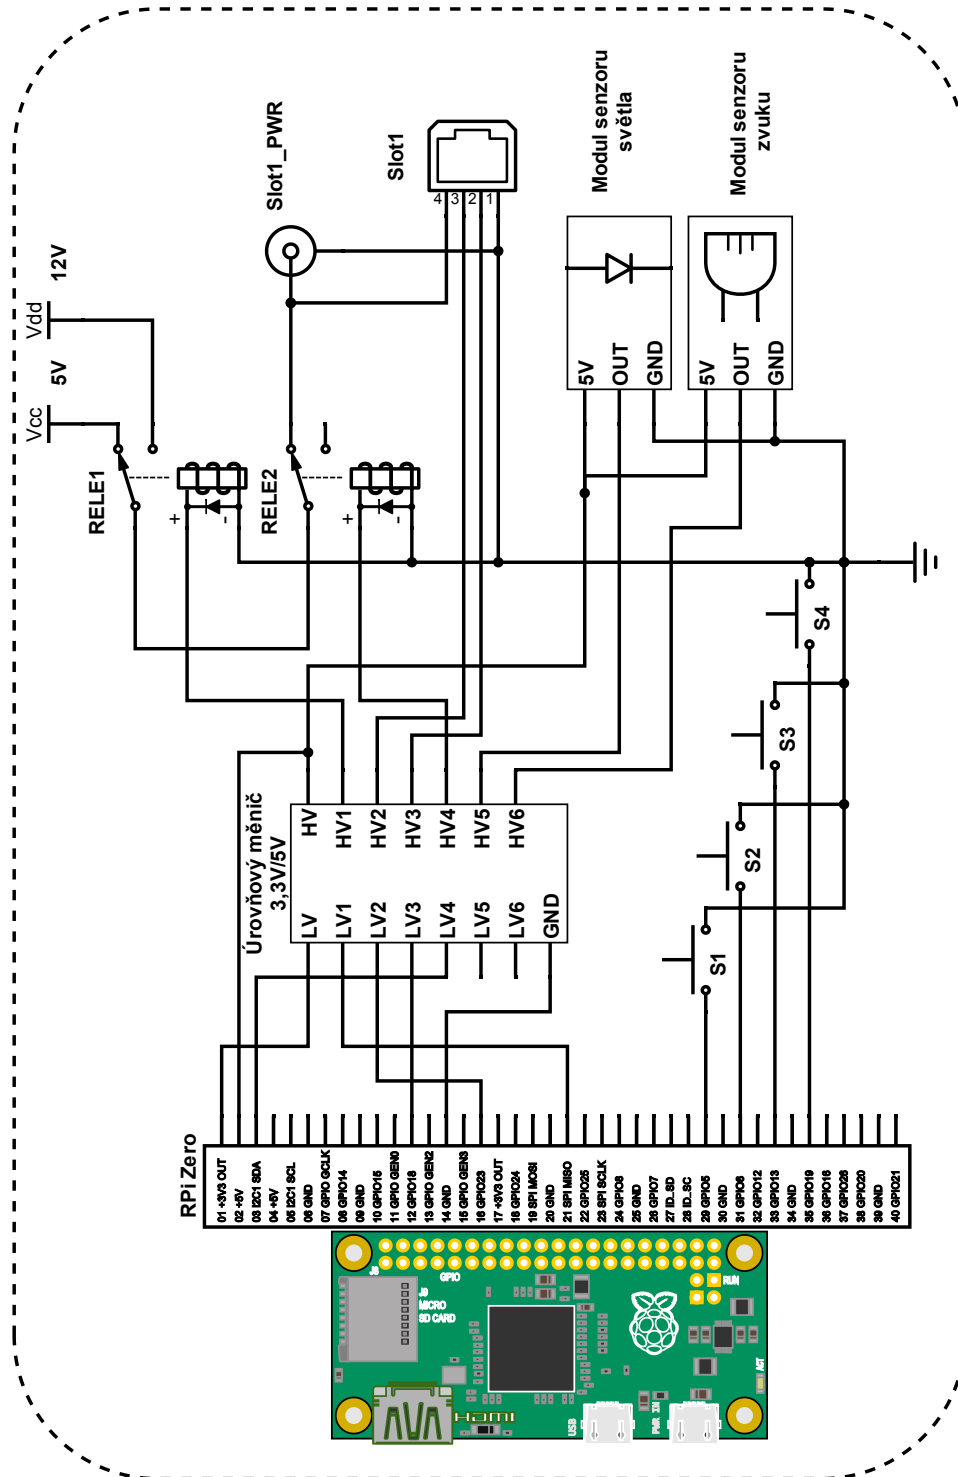 Vdd
12V
Vcc
5V
Slot1_PWR
Slot1
4
3
2
1
Modul senzoru
světla
5V
OUT
GND
Modul senzoru
zvuku
5V
OUT
GND
RELE1
+
-
RELE2
+
-
Úrovňový měnič
3,3V/5V
HV
HV1
HV2
HV3
HV4
HV5
HV6
LV
LV1
LV2
LV3
LV4
LV5
LV6
GND
S1
S2
S3
S4
RPi Zero
01 +3V3 OUT
02 +5V
03 I2C1 SDA
04 +5V
05 I2C1 SCL
06 GND
07 GPIO GCLK
08 GPIO14
09 GND
10 GPIO15
11 GPIO GEN0
12 GPIO18
13 GPIO GEN2
14 GND
15 GPIO GEN3
16 GPIO23
17 +3V3 OUT
18 GPIO24
19 SPI MOSI
20 GND
21 SPI MISO
22 GPIO25
23 SPI SCLK
24 GPIO8
25 GND
26 GPIO7
27 ID_SD
28 ID_SC
29 GPIO5
30 GND
31 GPIO6
32 GPIO12
33 GPIO13
34 GND
35 GPIO19
36 GPIO16
37 GPIO26
38 GPIO20
39 GND
40 GPIO21
J8
GPIO
J9
MICRO
SD CARD
RUN
HDMI
USB
PWR IN
ACT